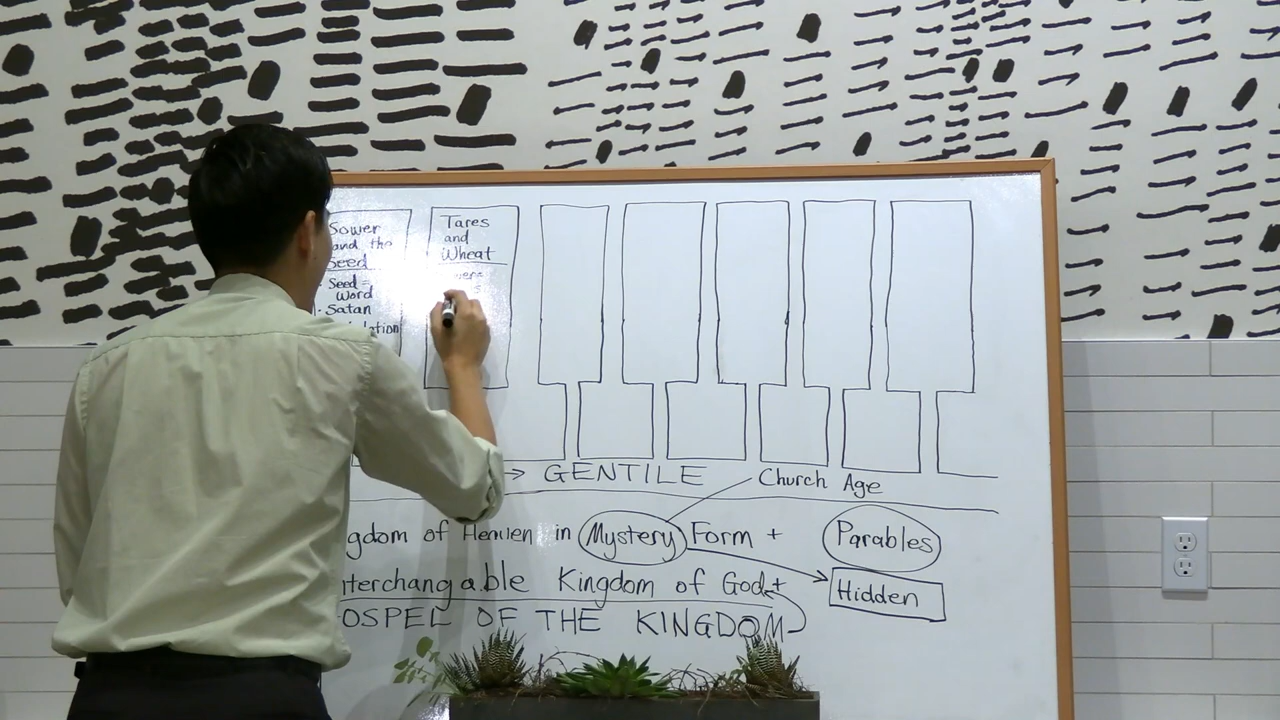 Sower
and the
Seed
Seed =
Word
Satan
Tares
and
Wheat
GENTILE
Church Age
gdom of Heaven in Mystery Form + Parables
terchangable Kingdom of God +
Hidden
OSPEL OF THE KINGDOM